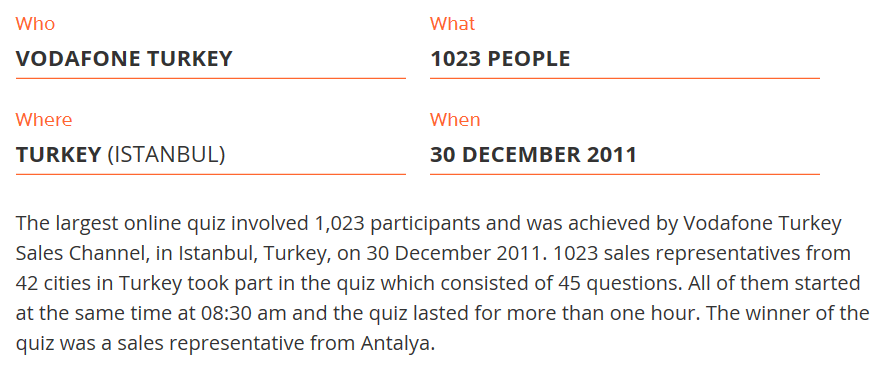 Who
VODAFONE TURKEY
What
1023 PEOPLE
Where
TURKEY (ISTANBUL)
When
30 DECEMBER 2011
The largest online quiz involved 1,023 participants and was achieved by Vodafone Turkey
Sales Channel, in Istanbul, Turkey, on 30 December 2011. 1023 sales representatives from
42 cities in Turkey took part in the quiz which consisted of 45 questions. All of them started
at the same time at 08:30 am and the quiz lasted for more than one hour. The winner of the
quiz was a sales representative from Antalya.